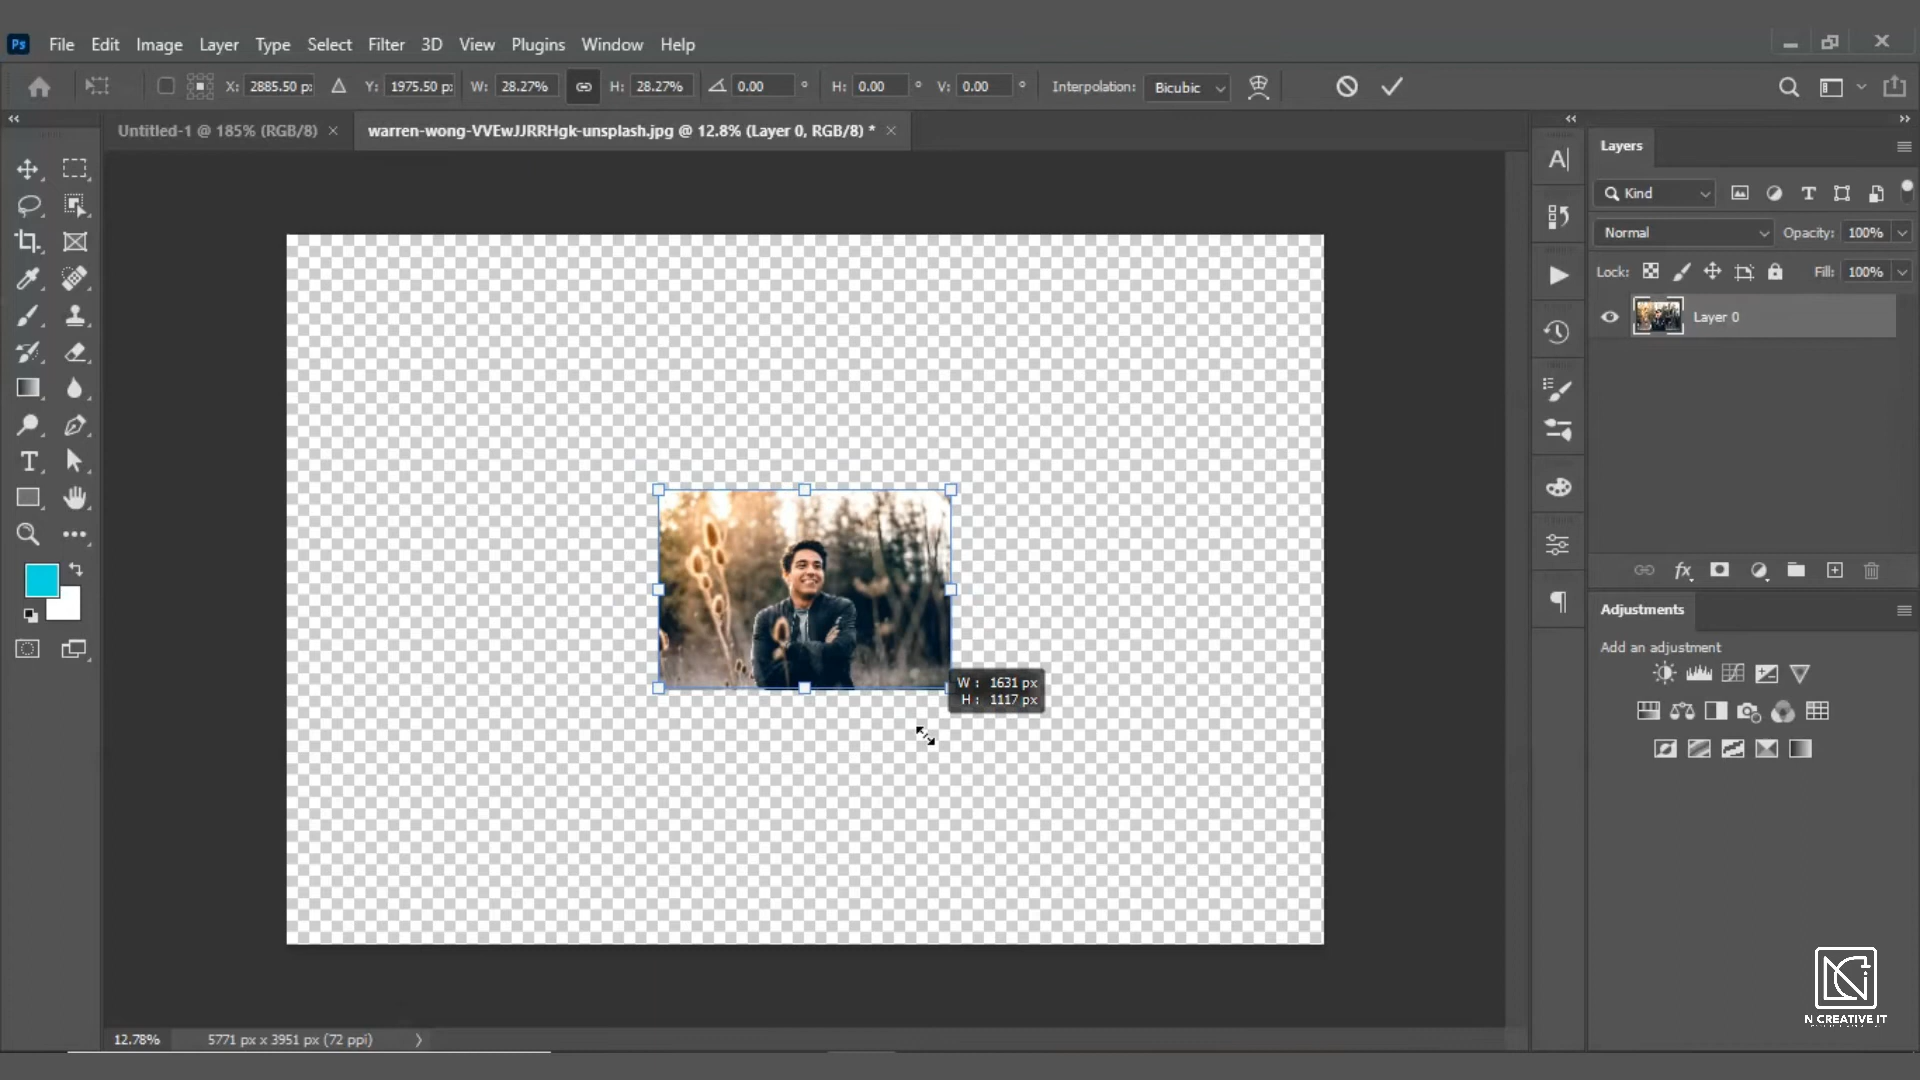 Ps File Edit Image Layer Type Select Filter 3D View Plugins Window Help
X: 2885.50 p: Y: 1975.50 p: W: 28.27% H: 28.27% 0.00 ° H: 0.00 ° V: 0.00 ° Interpolation: Bicubic
Untitled-1 @ 185% (RGB/8) × warren-wong-VVEwJJRRHgk-unsplash.jpg @ 12.8% (Layer 0, RGB/8) * ×
Layers
Kind
Normal Opacity: 100%
Lock: Fill: 100%
Layer 0
W : 1631 px
H : 1117 px
Adjustments
Add an adjustment
N CREATIVE IT
12.78% 5771 px x 3951 px (72 ppi)